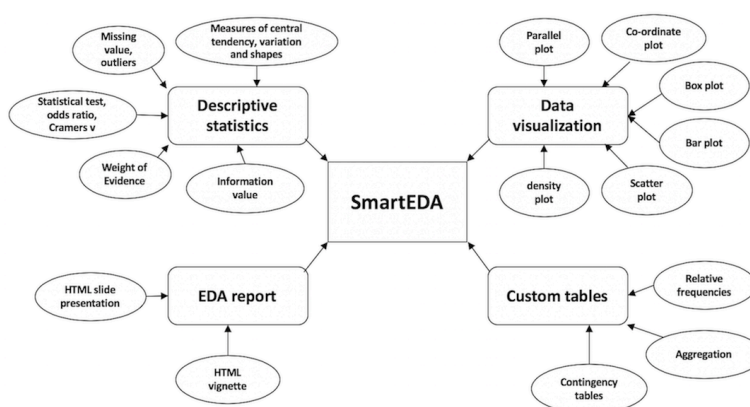 Missing
value,
outliers
Measures of central
tendency, variation
and shapes
Statistical test,
odds ratio,
Cramers v
Descriptive
statistics
Weight of
Evidence
Information
value
Parallel
plot
Co-ordinate
plot
Box plot
Data
visualization
Bar plot
density
plot
Scatter
plot
SmartEDA
HTML slide
presentation
EDA report
HTML
vignette
Custom tables
Relative
frequencies
Aggregation
Contingency
tables